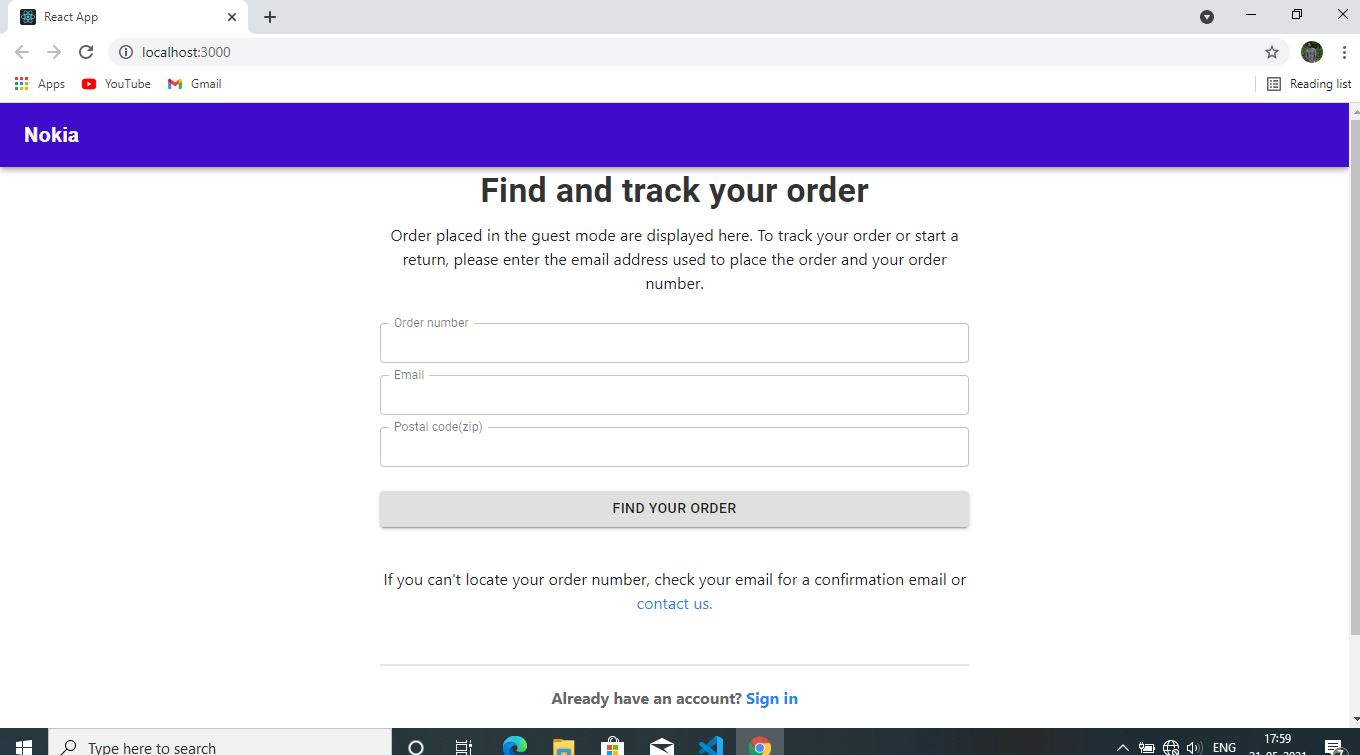 React App
localhost:3000
Apps YouTube Gmail Reading list
Nokia
Find and track your order
Order placed in the guest mode are displayed here. To track your order or start a
return, please enter the email address used to place the order and your order
number.
Order number
Email
Postal code(zip)
FIND YOUR ORDER
If you can't locate your order number, check your email for a confirmation email or
contact us.
Already have an account? Sign in
Type here to search
ENG
17:59